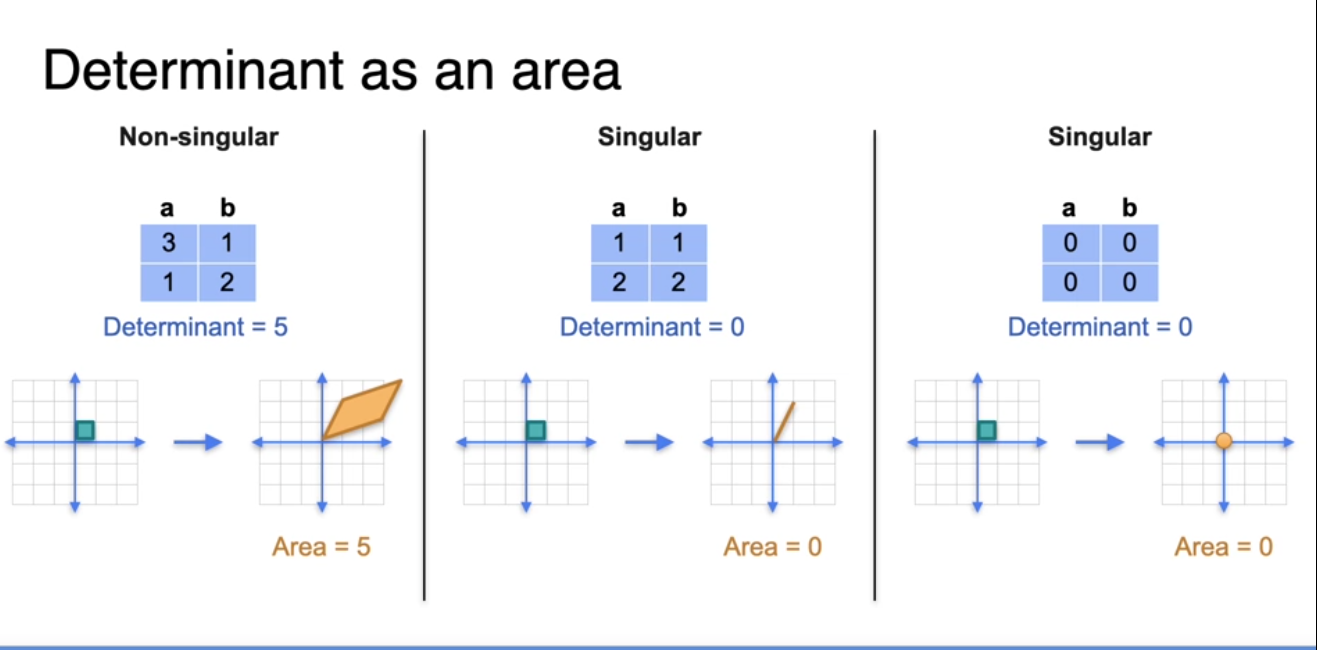 Determinant as an area
Non-singular
a b
3 1
1 2
Determinant = 5
Area = 5
Singular
a b
1 1
2 2
Determinant = 0
Area = 0
Singular
a b
0 0
0 0
Determinant = 0
Area = 0